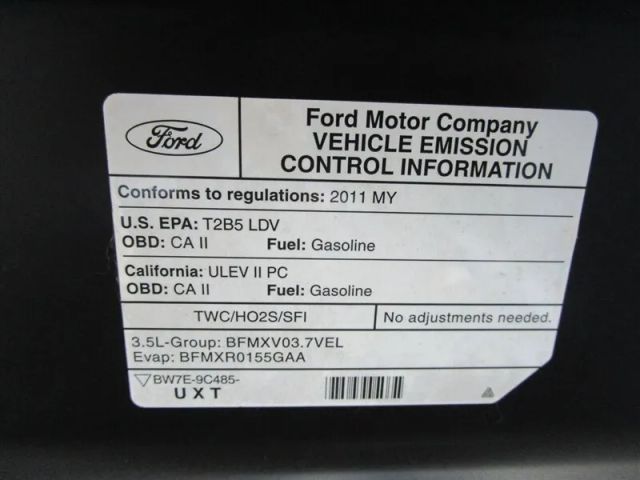 Ford
Ford Motor Company
VEHICLE EMISSION
CONTROL INFORMATION
Conforms to regulations: 2011 MY
U.S. EPA: T2B5 LDV
OBD: CA II Fuel: Gasoline
California: ULEV II PC
OBD: CA II Fuel: Gasoline
TWC/HO2S/SFI No adjustments needed.
3.5L-Group: BFMXV03.7VEL
Evap: BFMXR0155GAA
BW7E-9C485-
UXT